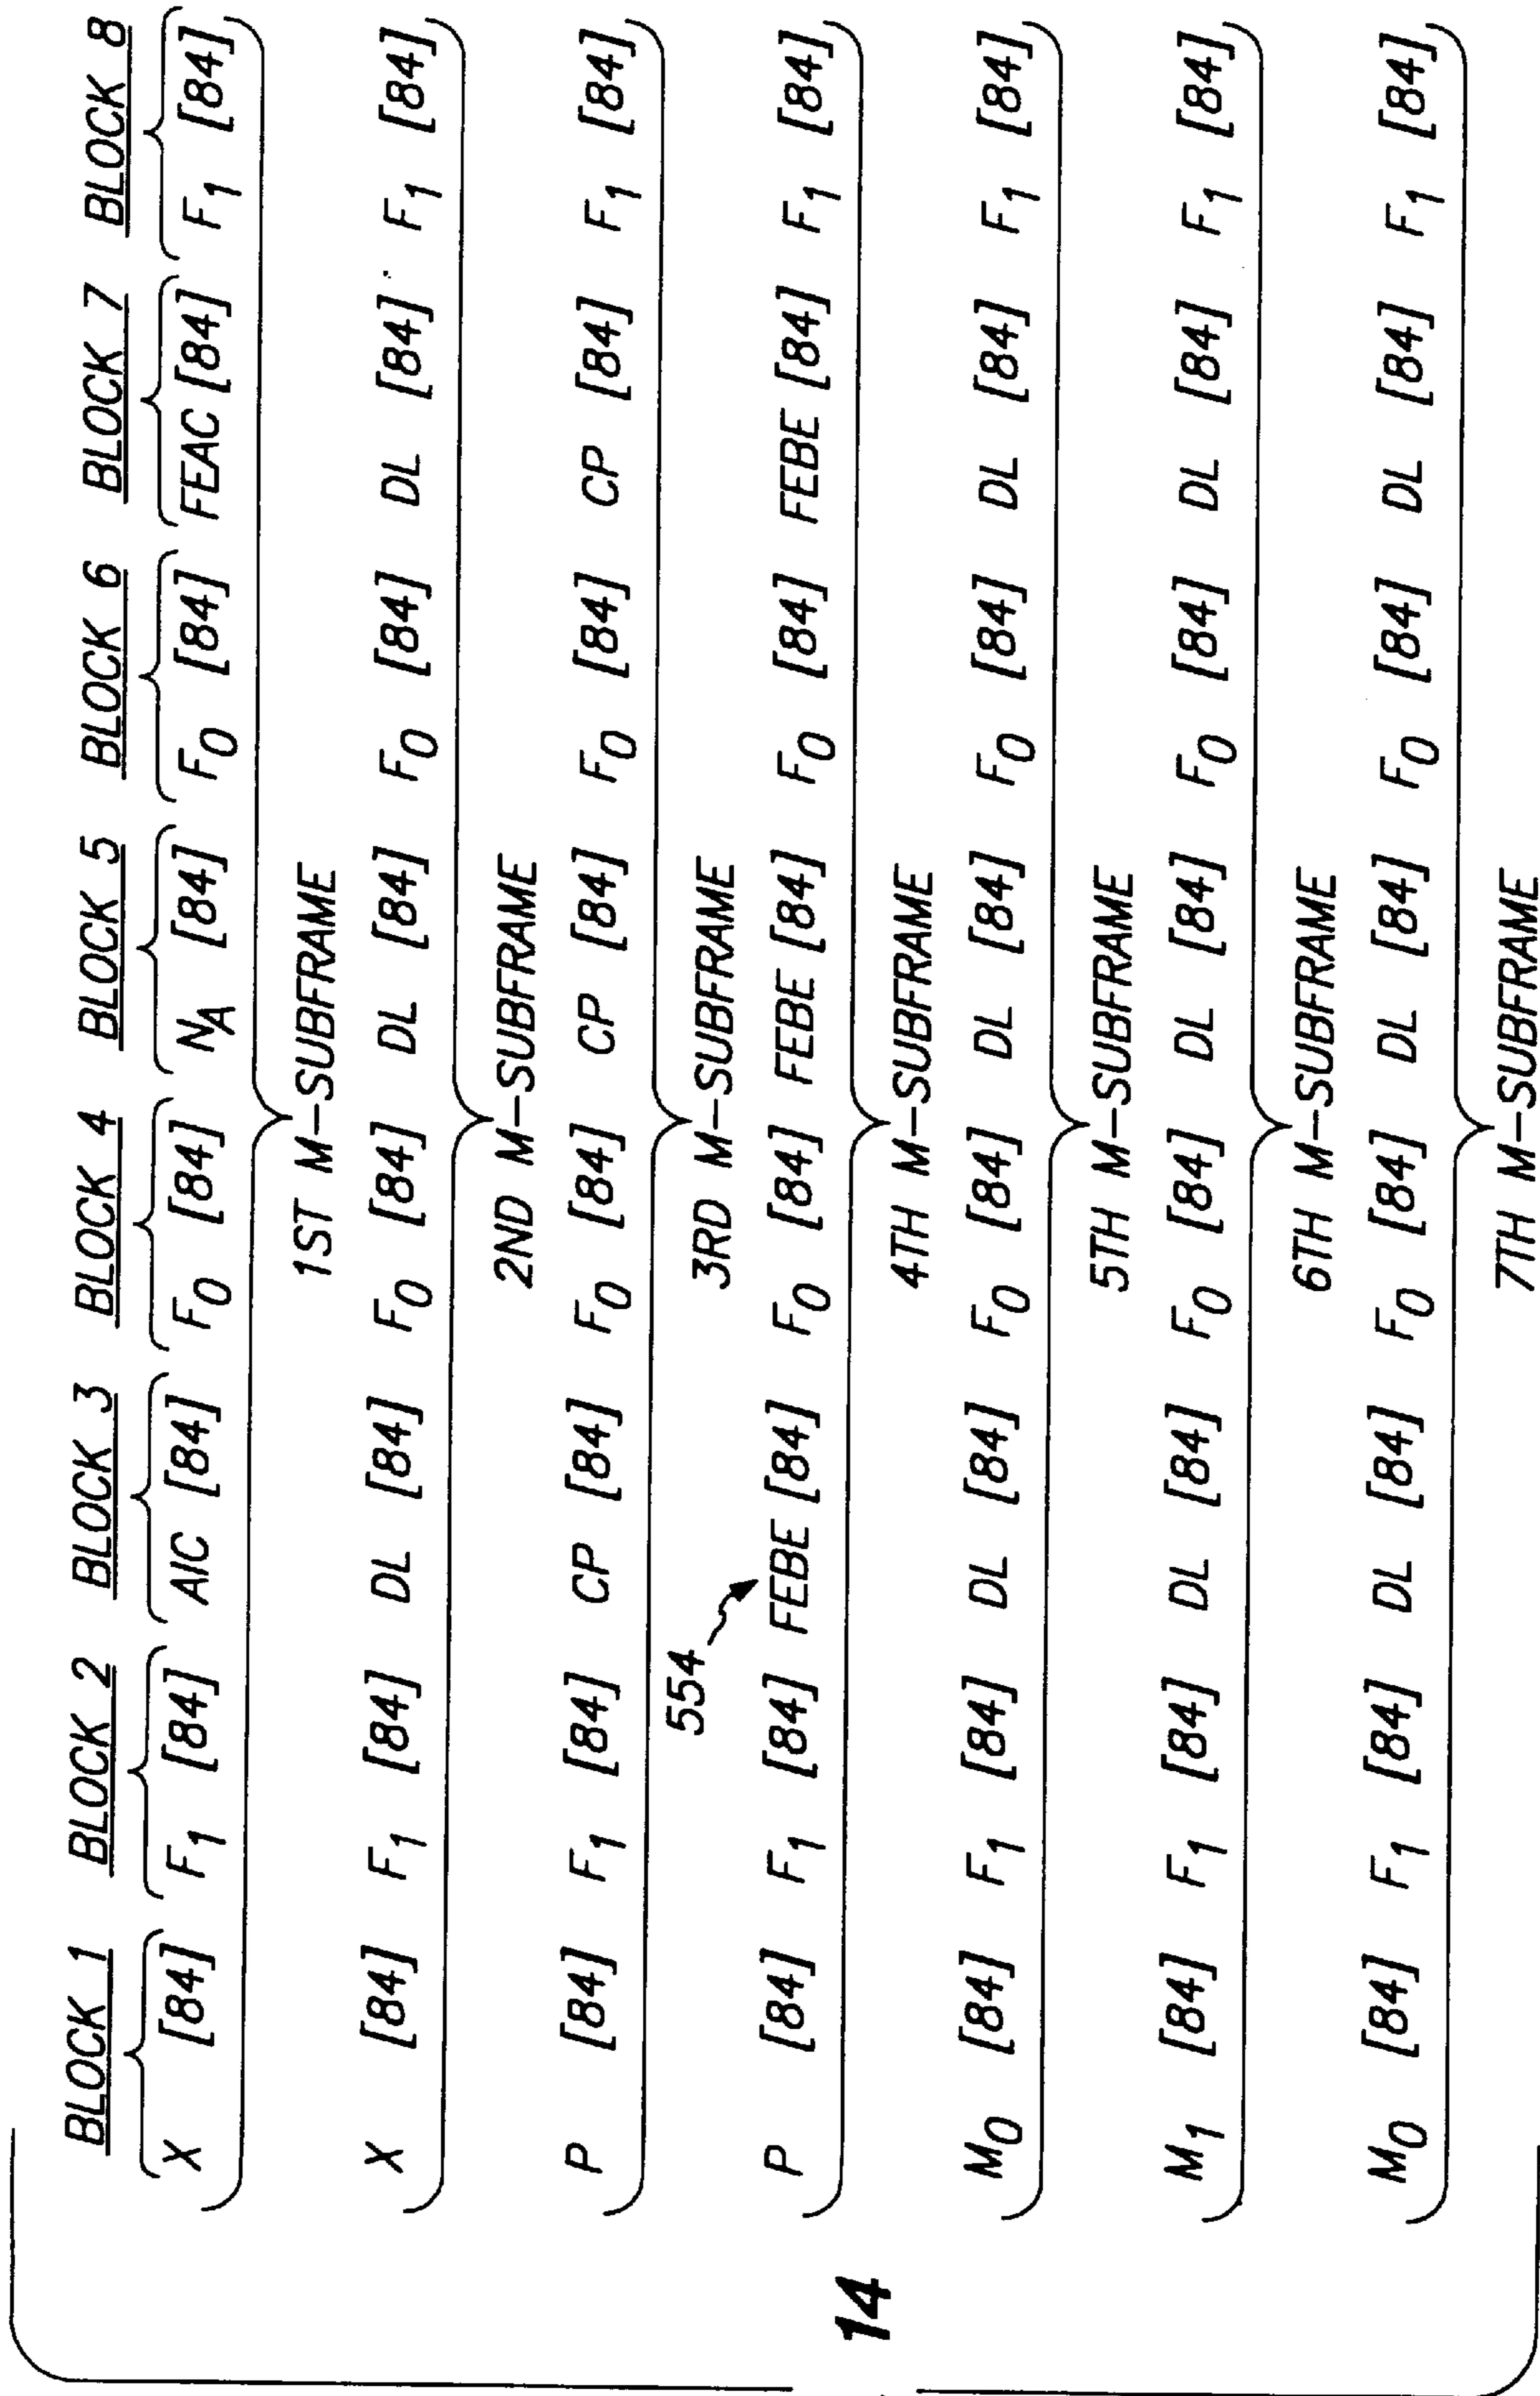 BLOCK 1 BLOCK 2 BLOCK 3 BLOCK 4 BLOCK 5 BLOCK 6 BLOCK 7 BLOCK 8
X [84] F1 [84] AIC [84] F0 [84] NA [84] F0 [84] FEAC [84] F1 [84]
1ST M-SUBFRAME
X [84] F1 [84] DL [84] F0 [84] DL [84] F0 [84] DL [84] F1 [84]
2ND M-SUBFRAME
P [84] F1 [84] CP [84] F0 [84] CP [84] F0 [84] CP [84] F1 [84]
3RD M-SUBFRAME
554
P [84] F1 [84] FEBE [84] F0 [84] FEBE [84] F0 [84] FEBE [84] F1 [84]
4TH M-SUBFRAME
M0 [84] F1 [84] DL [84] F0 [84] DL [84] F0 [84] DL [84] F1 [84]
5TH M-SUBFRAME
M1 [84] F1 [84] DL [84] F0 [84] DL [84] F0 [84] DL [84] F1 [84]
6TH M-SUBFRAME
M0 [84] F1 [84] DL [84] F0 [84] DL [84] F0 [84] DL [84] F1 [84]
7TH M-SUBFRAME
14